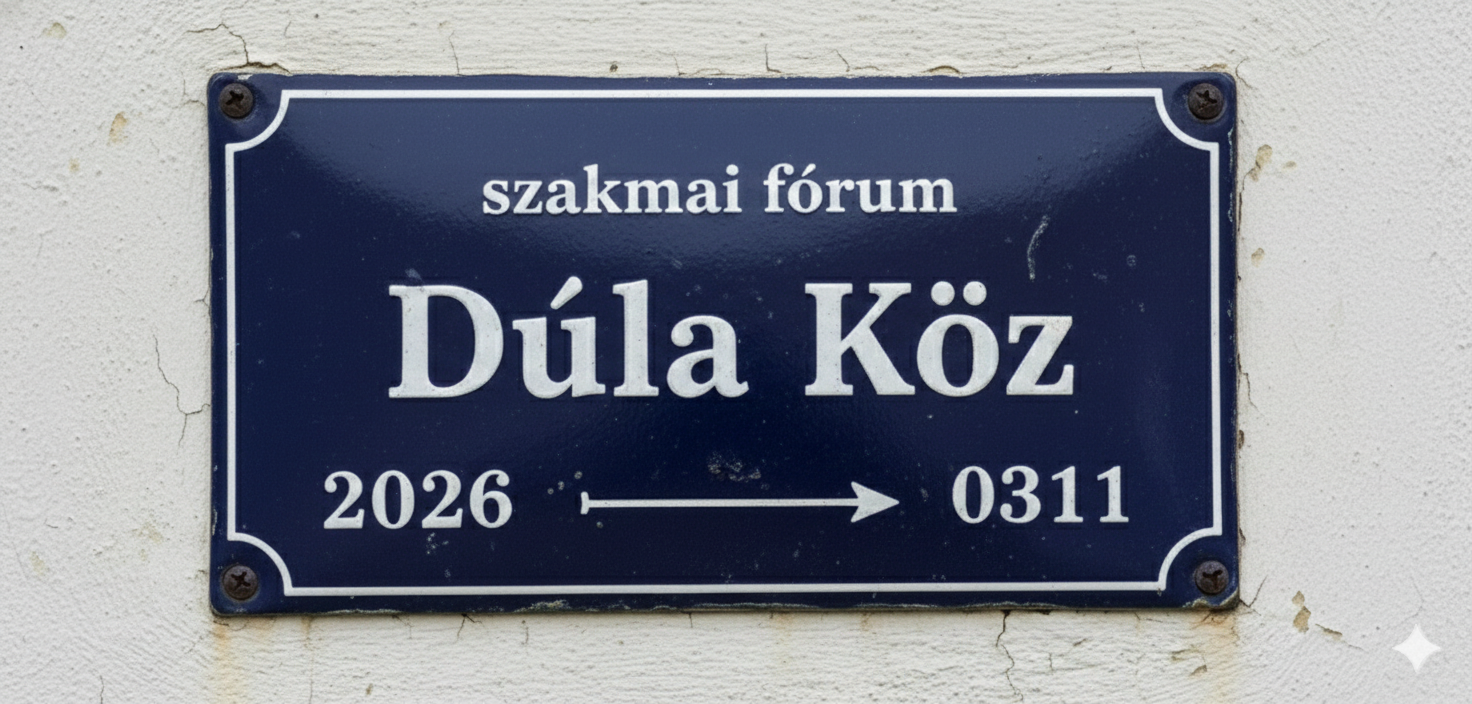 szakmai fórum
Dúla Köz
2026 → 0311